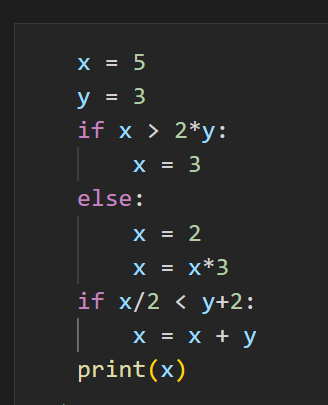 x = 5
y = 3
if x > 2*y:
    x = 3
else:
    x = 2
    x = x*3
if x/2 < y+2:
    x = x + y
print(x)